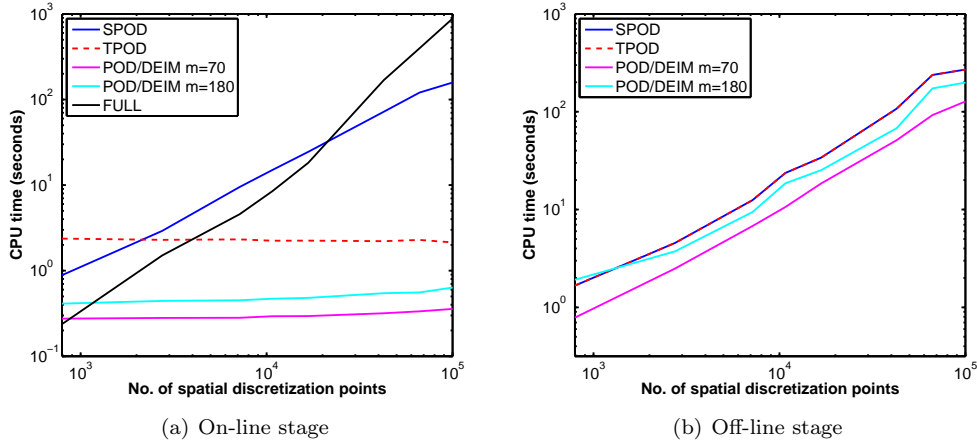 10^3
10^2
10^1
10^0
10^−1
CPU time (seconds)
SPOD
TPOD
POD/DEIM m=70
POD/DEIM m=180
FULL
10^3
10^4
10^5
No. of spatial discretization points
(a) On-line stage
10^3
10^2
10^1
10^0
CPU time (seconds)
SPOD
TPOD
POD/DEIM m=70
POD/DEIM m=180
10^3
10^4
10^5
No. of spatial discretization points
(b) Off-line stage